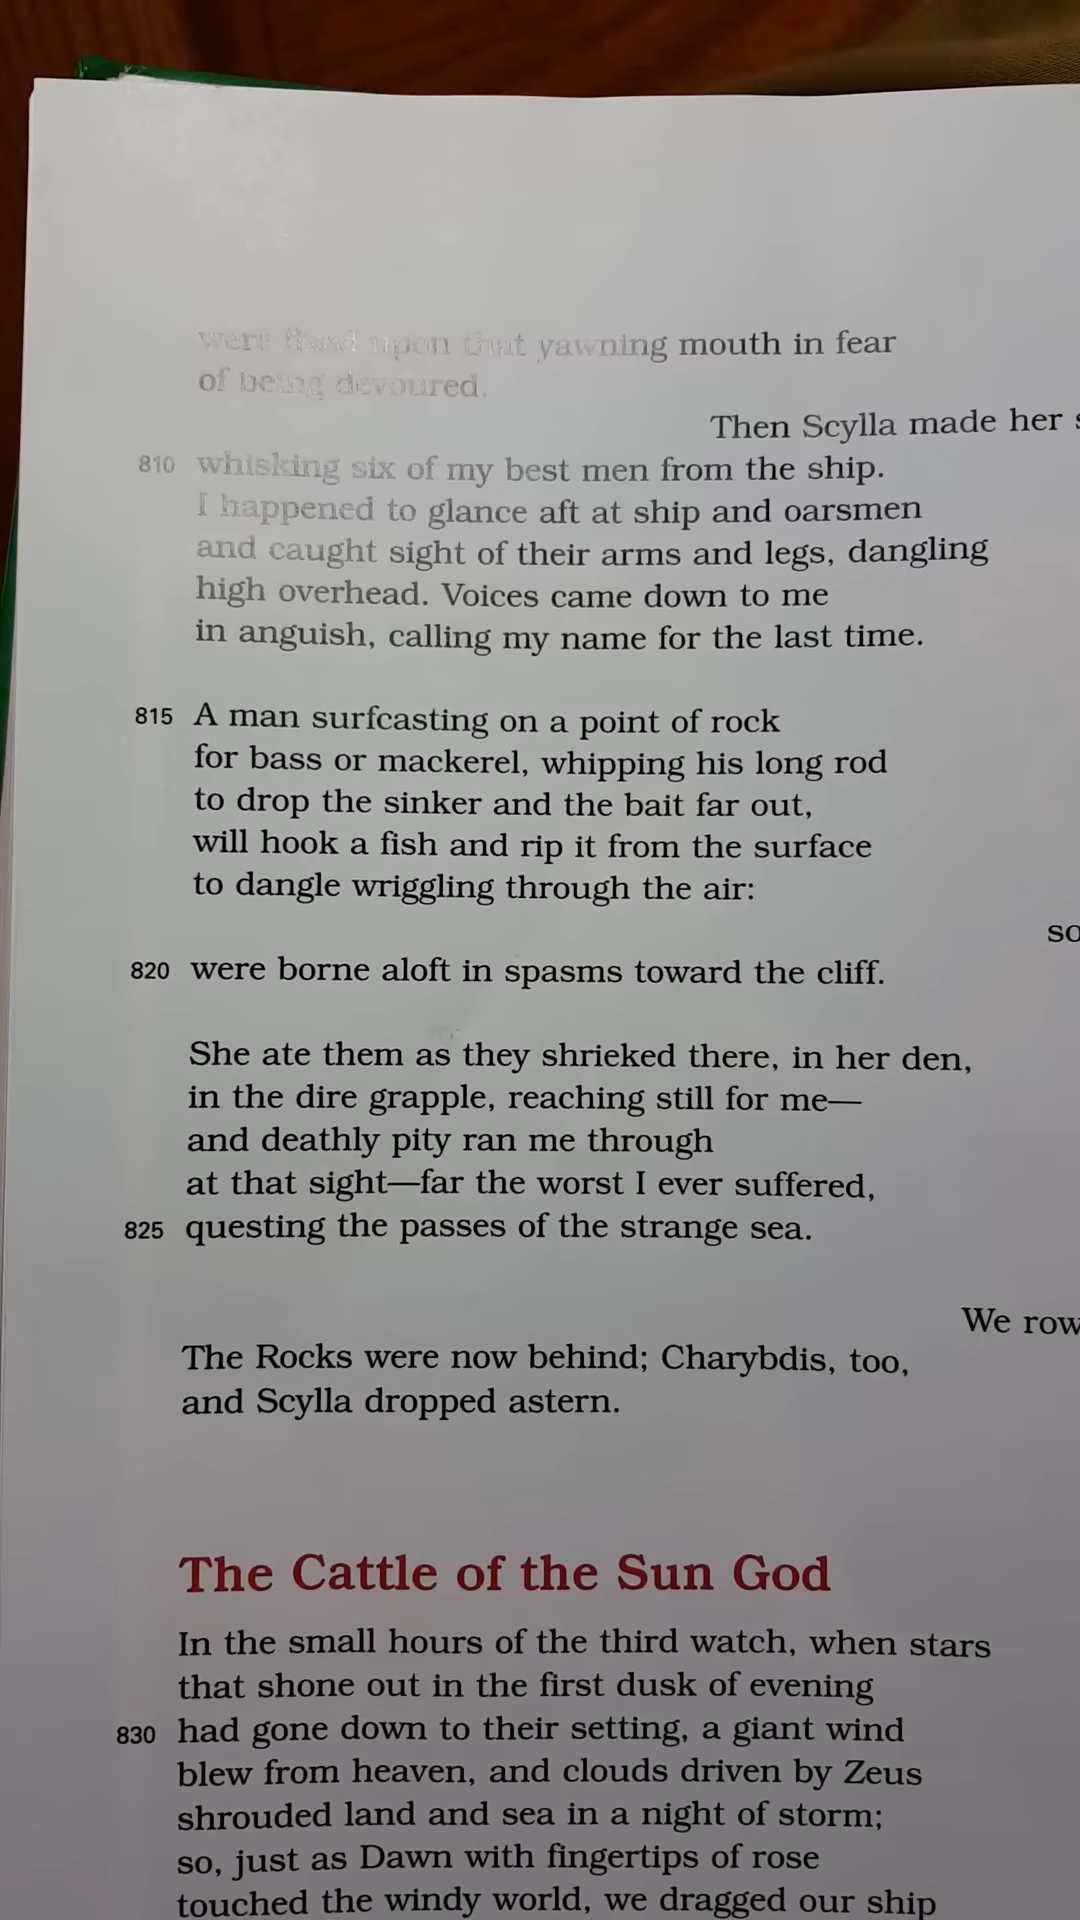 were fixed upon that yawning mouth in fear
of being devoured.
Then Scylla made her
810 whisking six of my best men from the ship.
I happened to glance aft at ship and oarsmen
and caught sight of their arms and legs, dangling
high overhead. Voices came down to me
in anguish, calling my name for the last time.
815 A man surfcasting on a point of rock
for bass or mackerel, whipping his long rod
to drop the sinker and the bait far out,
will hook a fish and rip it from the surface
to dangle wriggling through the air:
so
820 were borne aloft in spasms toward the cliff.
She ate them as they shrieked there, in her den,
in the dire grapple, reaching still for me—
and deathly pity ran me through
at that sight—far the worst I ever suffered,
825 questing the passes of the strange sea.
We row
The Rocks were now behind; Charybdis, too,
and Scylla dropped astern.
The Cattle of the Sun God
In the small hours of the third watch, when stars
that shone out in the first dusk of evening
830 had gone down to their setting, a giant wind
blew from heaven, and clouds driven by Zeus
shrouded land and sea in a night of storm;
so, just as Dawn with fingertips of rose
touched the windy world, we dragged our ship